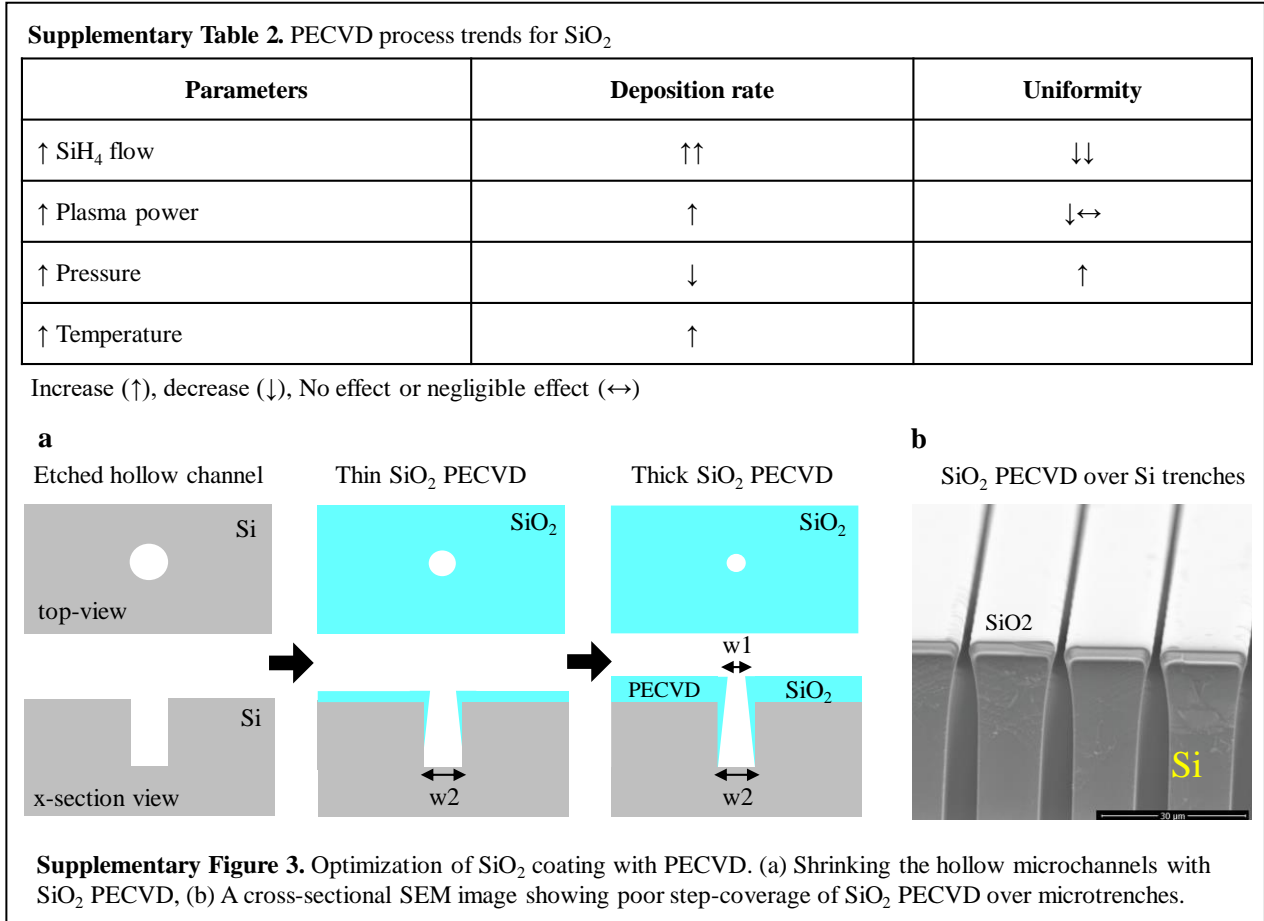 Supplementary Table 2. PECVD process trends for SiO₂
Parameters Deposition rate Uniformity
↑ SiH₄ flow ↑↑ ↓↓
↑ Plasma power ↑ ↓↔
↑ Pressure ↓ ↑
↑ Temperature ↑
Increase (↑), decrease (↓), No effect or negligible effect (↔)
a
Etched hollow channel
Si
top-view
Si
x-section view
Thin SiO₂ PECVD
SiO₂
w2
Thick SiO₂ PECVD
SiO₂
w1
PECVD SiO₂
w2
b
SiO₂ PECVD over Si trenches
SiO2
Si
30 µm
Supplementary Figure 3. Optimization of SiO₂ coating with PECVD. (a) Shrinking the hollow microchannels with
SiO₂ PECVD, (b) A cross-sectional SEM image showing poor step-coverage of SiO₂ PECVD over microtrenches.